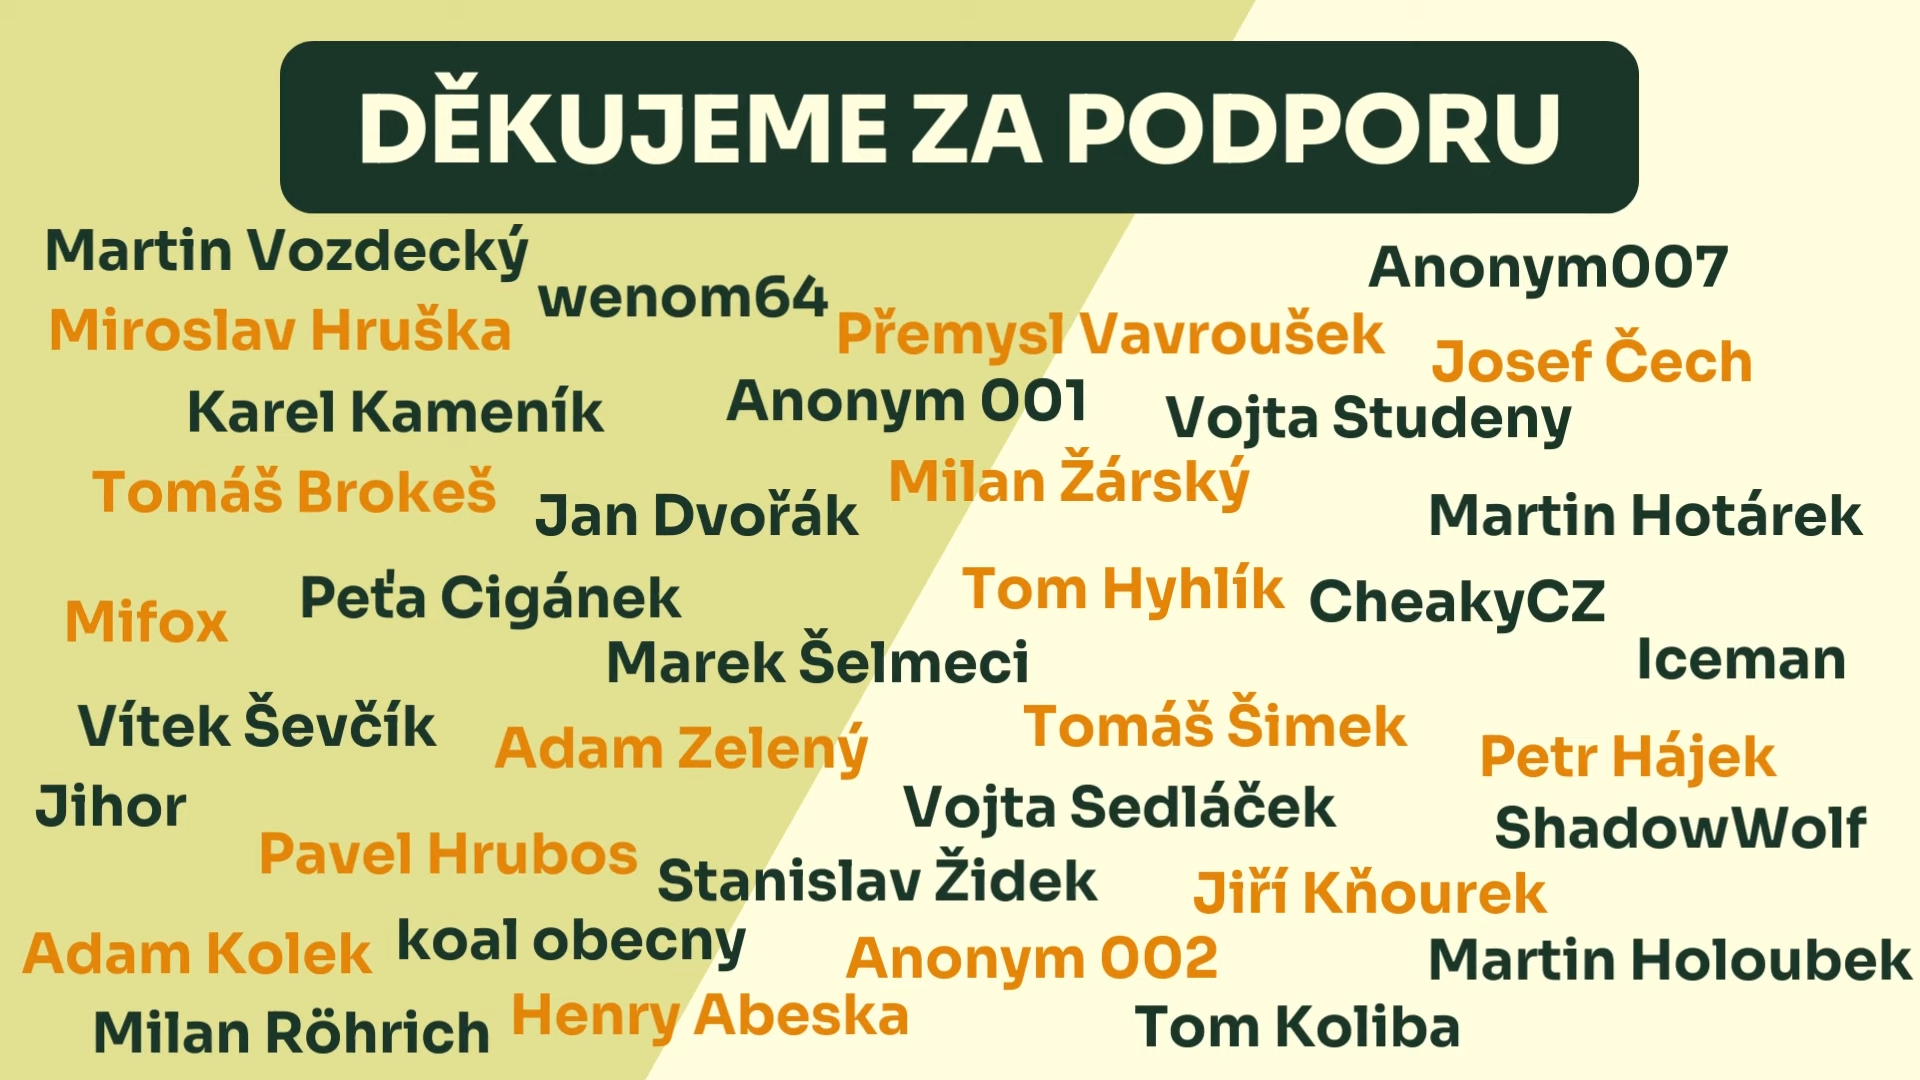 DĚKUJEME ZA PODPORU
Martin Vozdecký
wenom64
Anonym007
Miroslav Hruška
Přemysl Vavroušek
Josef Čech
Karel Kameník
Anonym 001
Vojta Studeny
Tomáš Brokeš
Jan Dvořák
Milan Žárský
Martin Hotárek
Mifox
Peťa Cigánek
Tom Hyhlík
CheakyCZ
Marek Šelmeci
Iceman
Vítek Ševčík
Adam Zelený
Tomáš Šimek
Petr Hájek
Jihor
Vojta Sedláček
ShadowWolf
Pavel Hrubos
Stanislav Židek
Jiří Kňourek
Adam Kolek
koal obecny
Anonym 002
Martin Holoubek
Milan Röhrich
Henry Abeska
Tom Koliba